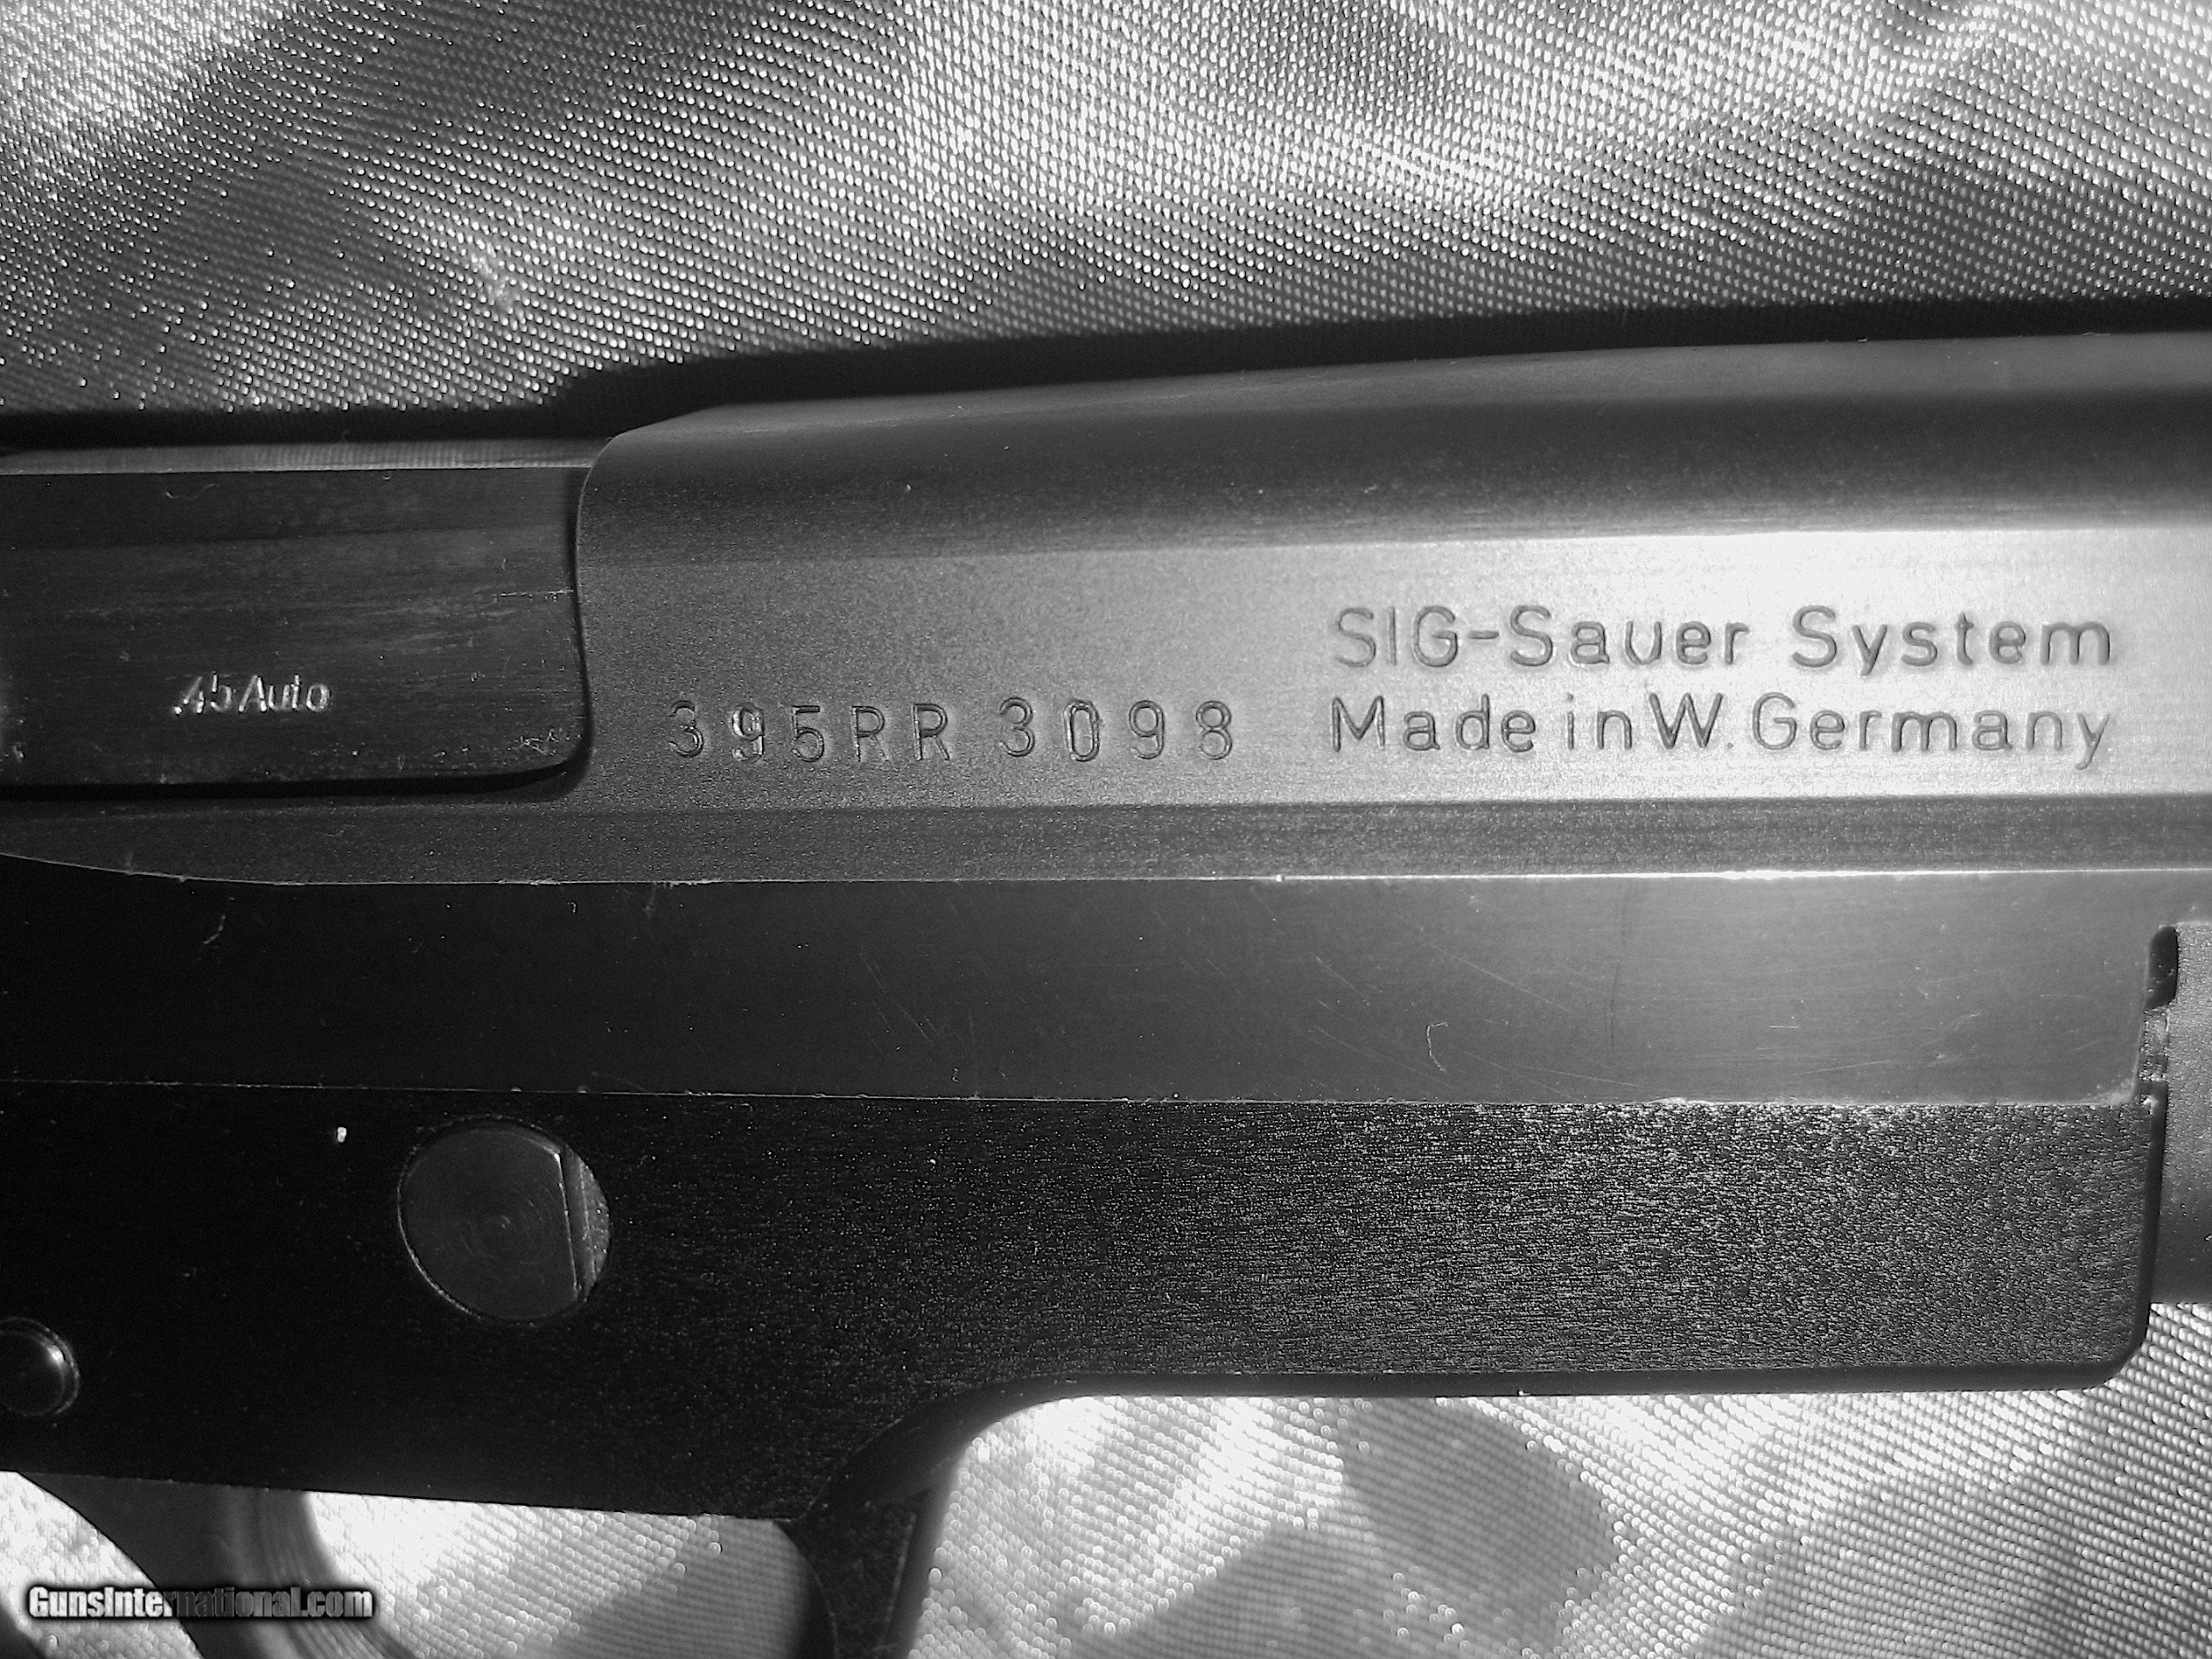 SIG-Sauer System
.45 Auto
395RR 3098
Made in W. Germany
GunsInternational.com